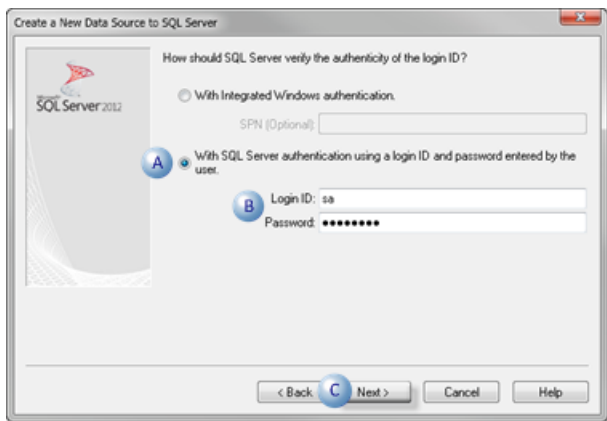 Create a New Data Source to SQL Server
How should SQL Server verify the authenticity of the login ID?
Microsoft
SQL Server 2012
With Integrated Windows authentication.
SPN (Optional):
A
With SQL Server authentication using a login ID and password entered by the
user.
B
Login ID: sa
Password: ●●●●●●●●
< Back
C
Next >
Cancel
Help